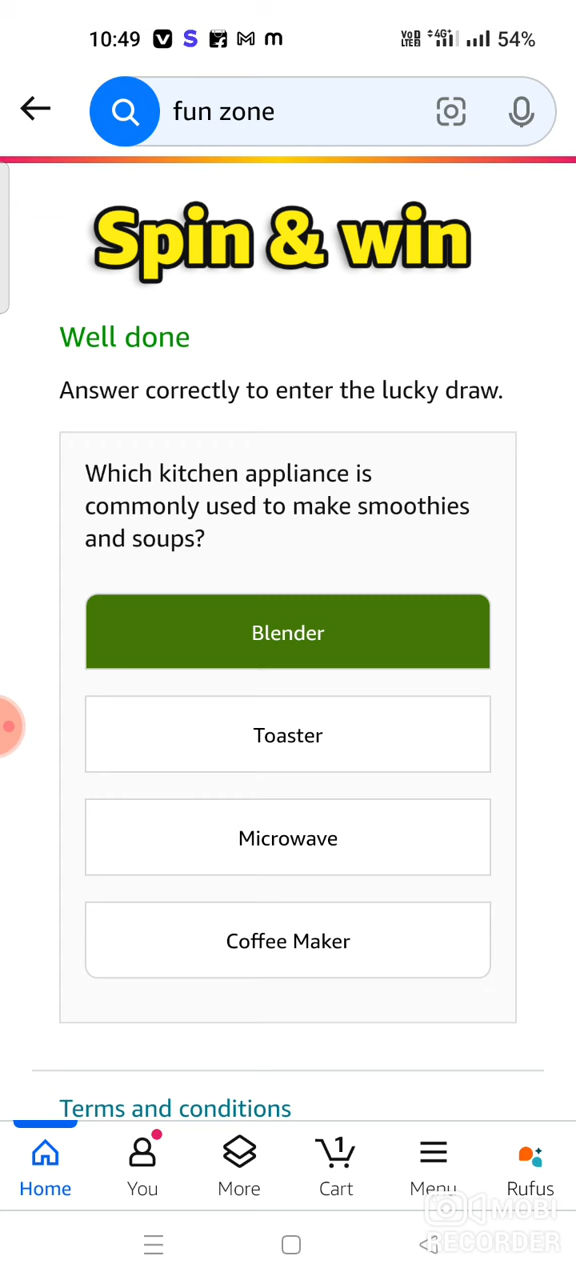 10:49 54%
fun zone
Spin & win
Well done
Answer correctly to enter the lucky draw.
Which kitchen appliance is
commonly used to make smoothies
and soups?
Blender
Toaster
Microwave
Coffee Maker
Terms and conditions
1
Home You More Cart Menu Rufus
MOBI
RECORDER